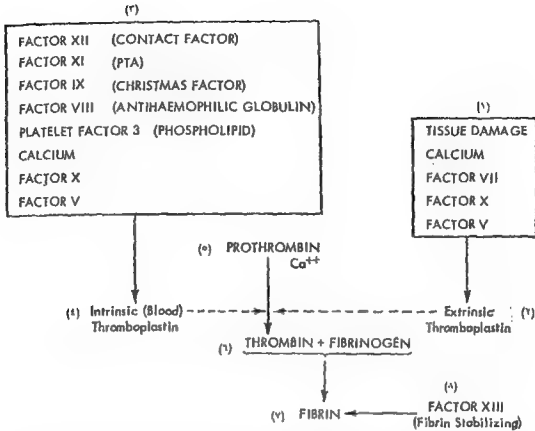 (٣)
FACTOR XII (CONTACT FACTOR)
FACTOR XI (PTA)
FACTOR IX (CHRISTMAS FACTOR)
FACTOR VIII (ANTIHAEMOPHILIC GLOBULIN)
PLATELET FACTOR 3 (PHOSPHOLIPID)
CALCIUM
FACTOR X
FACTOR V
(١)
TISSUE DAMAGE
CALCIUM
FACTOR VII
FACTOR X
FACTOR V
(٥) PROTHROMBIN
Ca++
(٤) Intrinsic (Blood)
Thromboplastin
Extrinsic (٢)
Thromboplastin
(٦) THROMBIN + FIBRINOGEN
(٧) FIBRIN
(٨)
FACTOR XIII
(Fibrin Stabilizing)